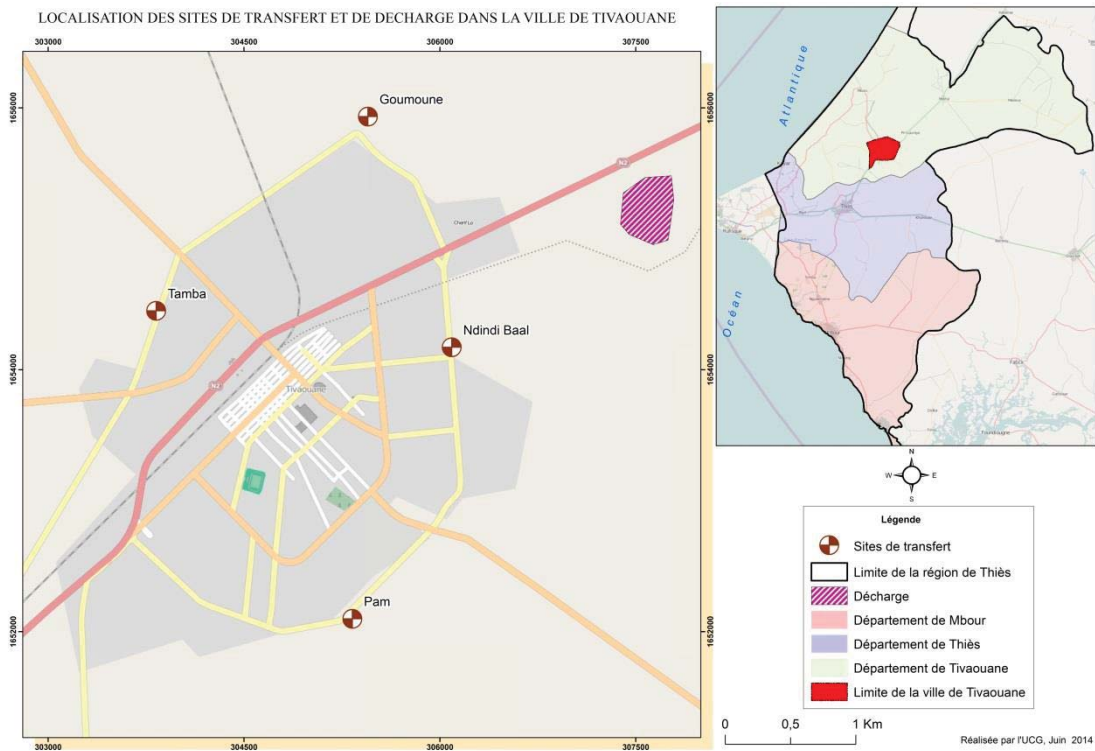 LOCALISATION DES SITES DE TRANSFERT ET DE DECHARGE DANS LA VILLE DE TIVAOUANE
303000
304500
306000
307500
1656000
1656000
Goumoune
N2
Cherifou
Tamba
Ndindi Baal
1654000
1654000
N2
Tivaouane
Pam
1652000
1652000
303000
304500
306000
307500
Atlantique
Océan
Thiès
Fatick
N
W
E
S
Légende
Sites de transfert
Limite de la région de Thiès
Décharge
Département de Mbour
Département de Thiès
Département de Tivaouane
Limite de la ville de Tivaouane
0
0,5
1 Km
Réalisée par l'UCG, Juin 2014